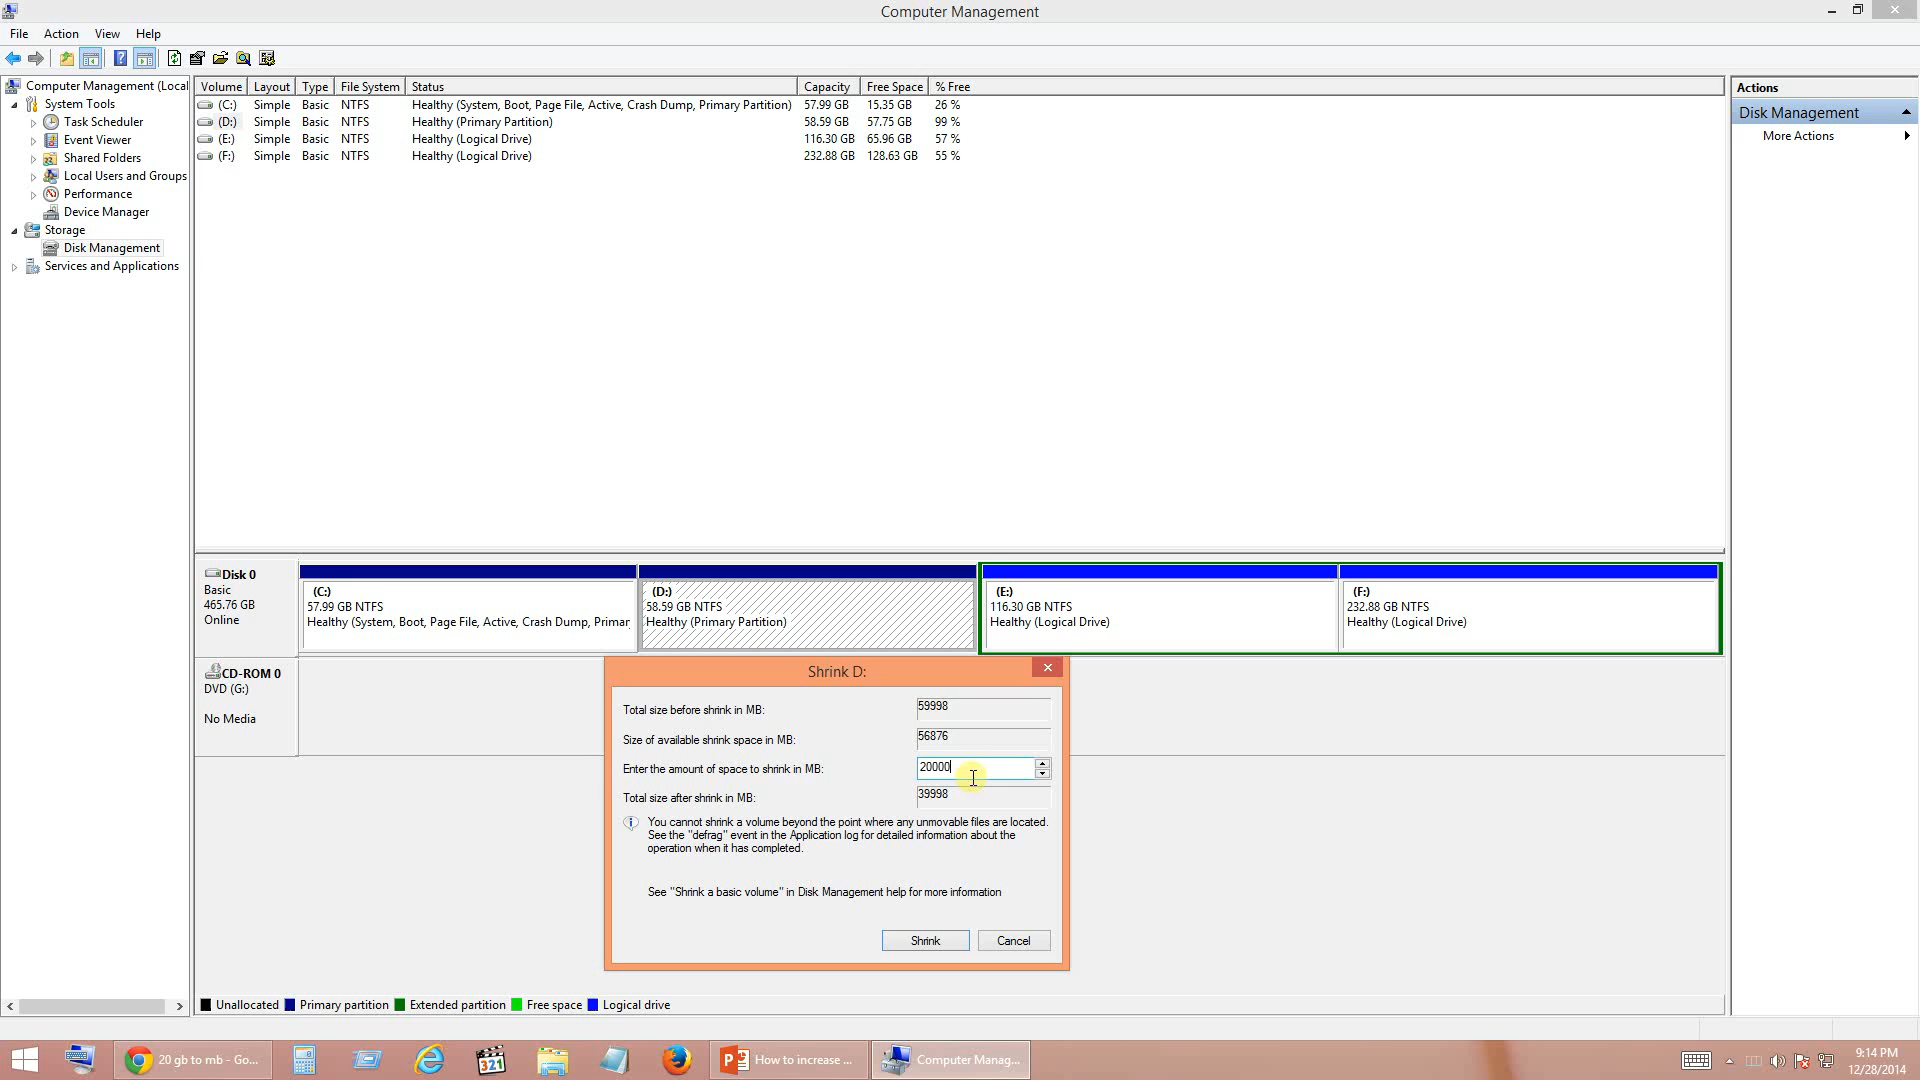 Computer Management
File Action View Help
Computer Management (Local
System Tools
Task Scheduler
Event Viewer
Shared Folders
Local Users and Groups
Performance
Device Manager
Storage
Disk Management
Services and Applications
Volume Layout Type File System Status Capacity Free Space % Free
(C:) Simple Basic NTFS Healthy (System, Boot, Page File, Active, Crash Dump, Primary Partition) 57.99 GB 15.35 GB 26 %
(D:) Simple Basic NTFS Healthy (Primary Partition) 58.59 GB 57.75 GB 99 %
(E:) Simple Basic NTFS Healthy (Logical Drive) 116.30 GB 65.96 GB 57 %
(F:) Simple Basic NTFS Healthy (Logical Drive) 232.88 GB 128.63 GB 55 %
Actions
Disk Management
More Actions
Disk 0
Basic
465.76 GB
Online
(C:)
57.99 GB NTFS
Healthy (System, Boot, Page File, Active, Crash Dump, Primar
(D:)
58.59 GB NTFS
Healthy (Primary Partition)
(E:)
116.30 GB NTFS
Healthy (Logical Drive)
(F:)
232.88 GB NTFS
Healthy (Logical Drive)
CD-ROM 0
DVD (G:)
No Media
Shrink D:
Total size before shrink in MB: 59998
Size of available shrink space in MB: 56876
Enter the amount of space to shrink in MB: 20000
Total size after shrink in MB: 39998
You cannot shrink a volume beyond the point where any unmovable files are located.
See the "defrag" event in the Application log for detailed information about the
operation when it has completed.
See "Shrink a basic volume" in Disk Management help for more information
Shrink Cancel
Unallocated Primary partition Extended partition Free space Logical drive
20 gb to mb - Go...
321
How to increase ...
Computer Manag...
9:14 PM
12/28/2014